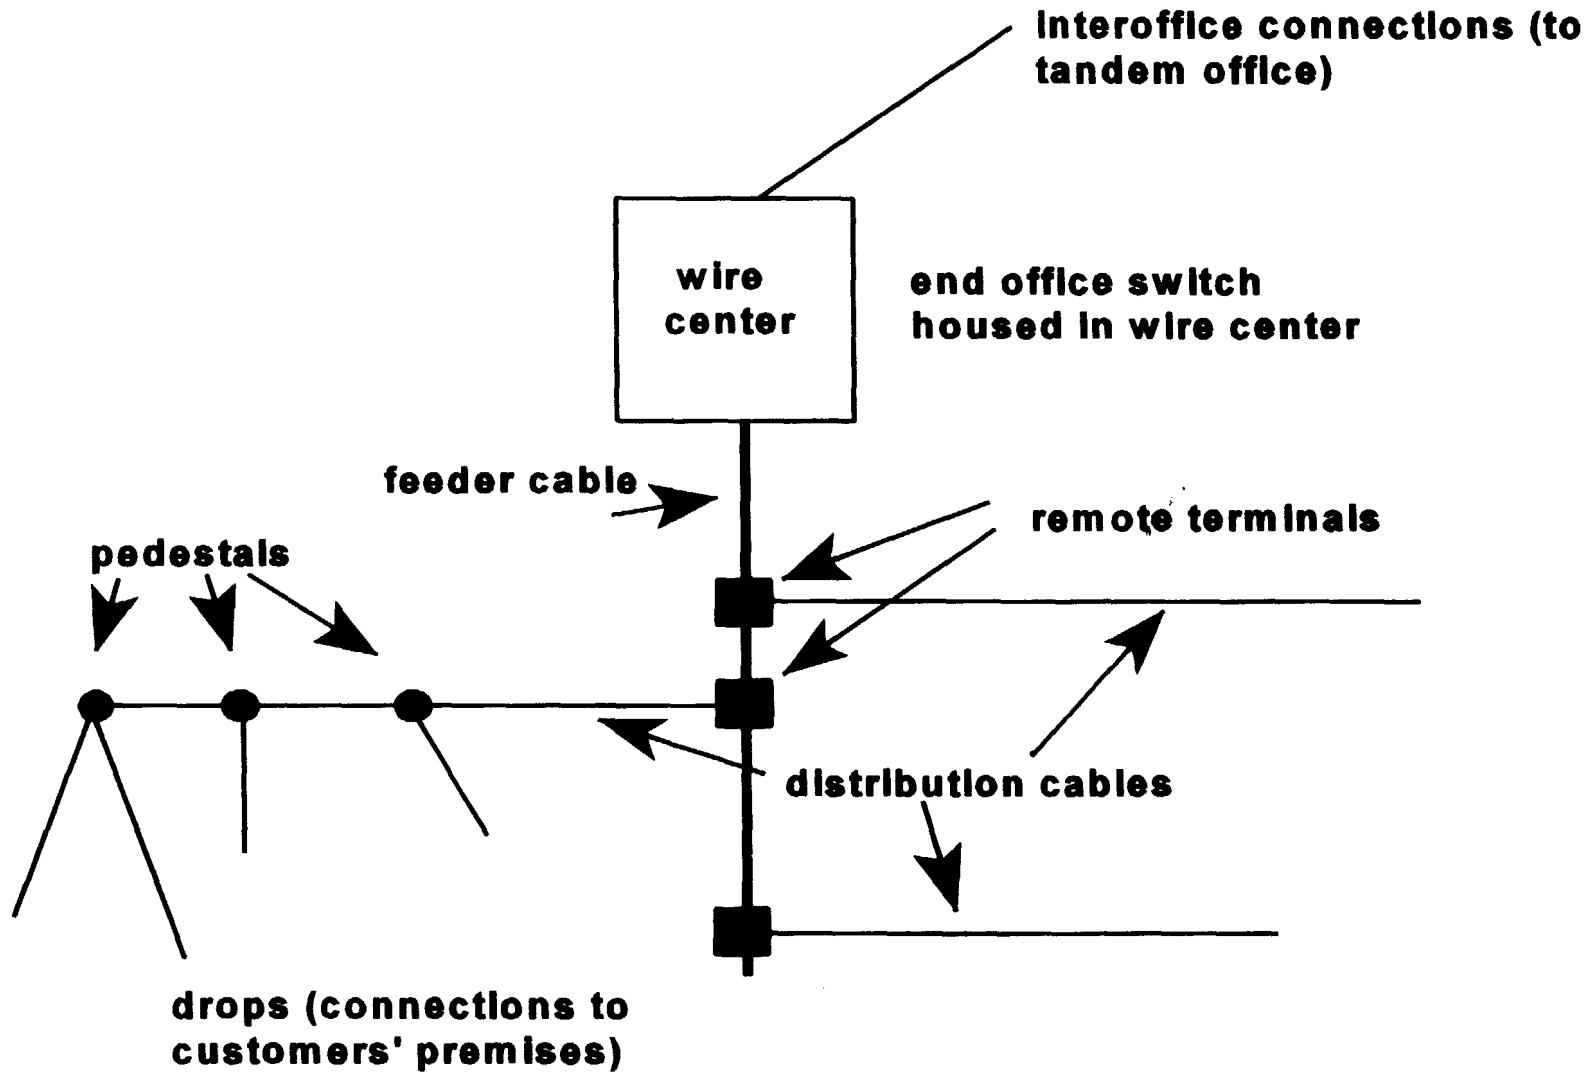 interoffice connections (to
tandem office)
wire
center
end office switch
housed in wire center
feeder cable
remote terminals
pedestals
distribution cables
drops (connections to
customers' premises)